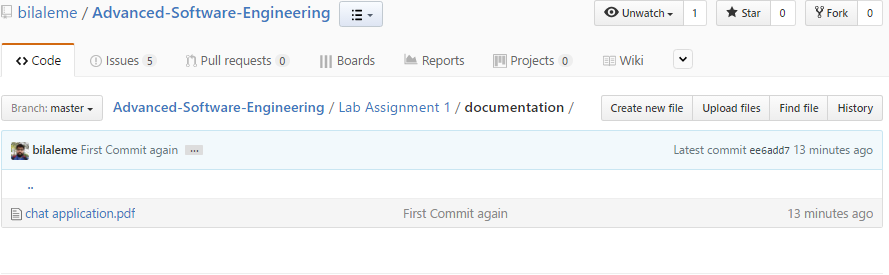 bilaleme / Advanced-Software-Engineering Unwatch 1 Star 0 Fork 0
Code Issues 5 Pull requests 0 Boards Reports Projects 0 Wiki
Branch: master Advanced-Software-Engineering / Lab Assignment 1 / documentation / Create new file Upload files Find file History
bilaleme First Commit again ... Latest commit ee6add7 13 minutes ago
..
chat application.pdf First Commit again 13 minutes ago